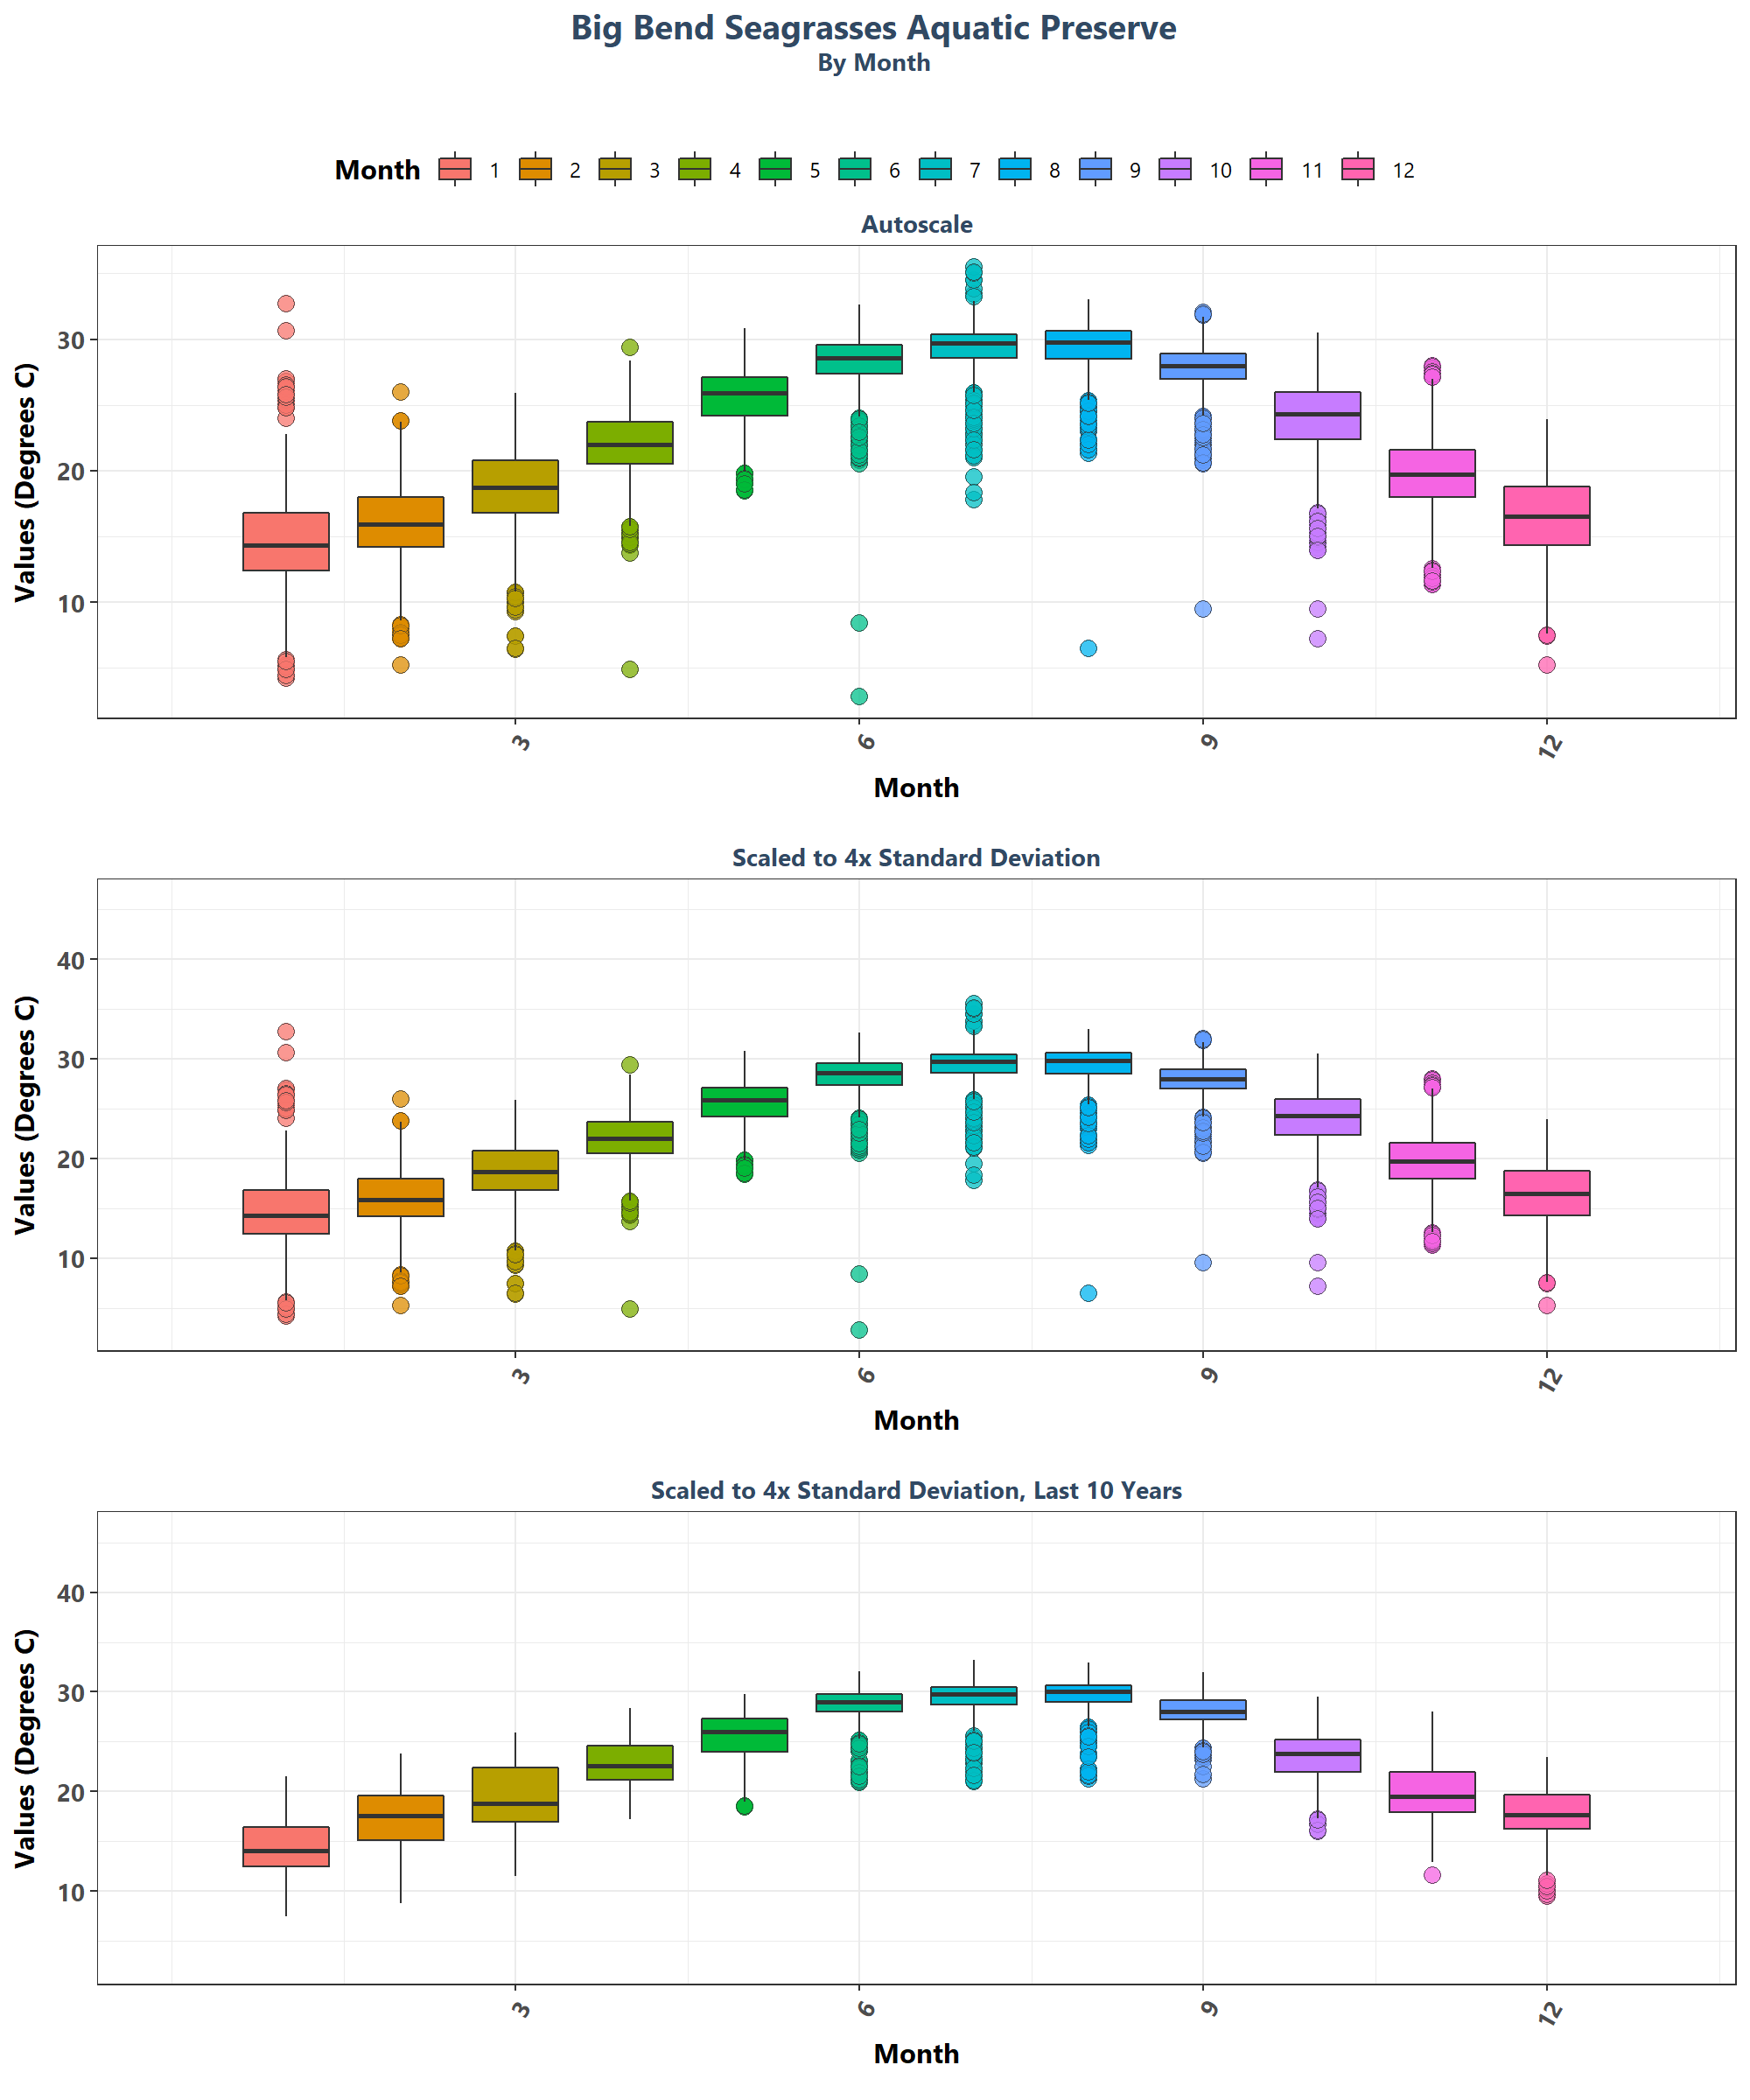 Big Bend Seagrasses Aquatic Preserve
By Month
Month 1 2 3 4 5 6 7 8 9 10 11 12
Autoscale
Values (Degrees C)
30
20
10
3 6 9 12
Month
Scaled to 4x Standard Deviation
Values (Degrees C)
40
30
20
10
3 6 9 12
Month
Scaled to 4x Standard Deviation, Last 10 Years
Values (Degrees C)
40
30
20
10
3 6 9 12
Month